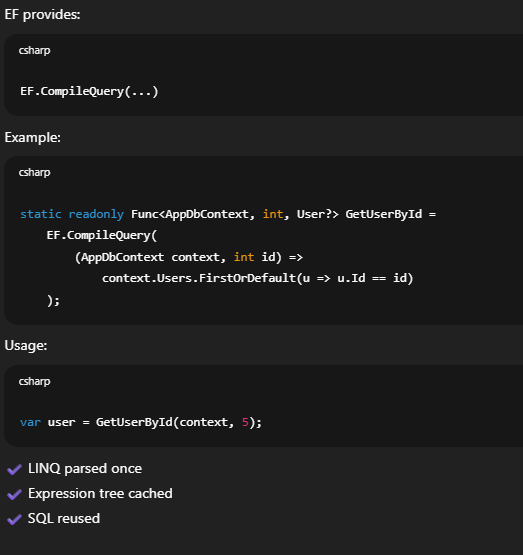 EF provides:
csharp
EF.CompileQuery(...)
Example:
csharp
static readonly Func<AppDbContext, int, User?> GetUserById =
    EF.CompileQuery(
        (AppDbContext context, int id) =>
            context.Users.FirstOrDefault(u => u.Id == id)
    );
Usage:
csharp
var user = GetUserById(context, 5);
✔ LINQ parsed once
✔ Expression tree cached
✔ SQL reused